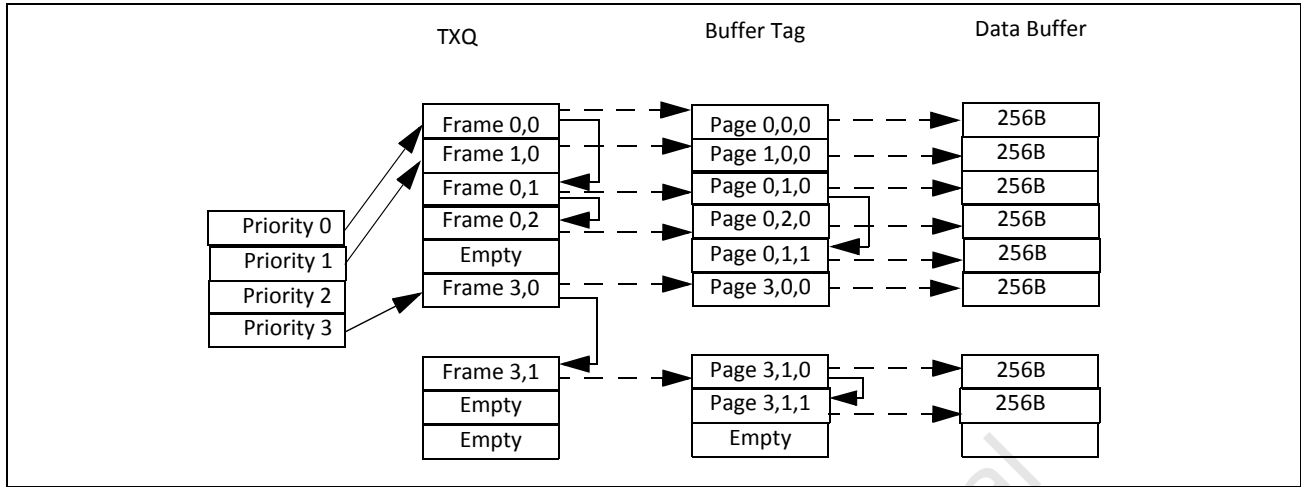 TXQ Buffer Tag Data Buffer
Frame 0,0 Page 0,0,0 256B
Frame 1,0 Page 1,0,0 256B
Frame 0,1 Page 0,1,0 256B
Priority 0 Frame 0,2 Page 0,2,0 256B
Priority 1 Empty Page 0,1,1 256B
Priority 2 Frame 3,0 Page 3,0,0 256B
Priority 3
Frame 3,1 Page 3,1,0 256B
Empty Page 3,1,1 256B
Empty Empty